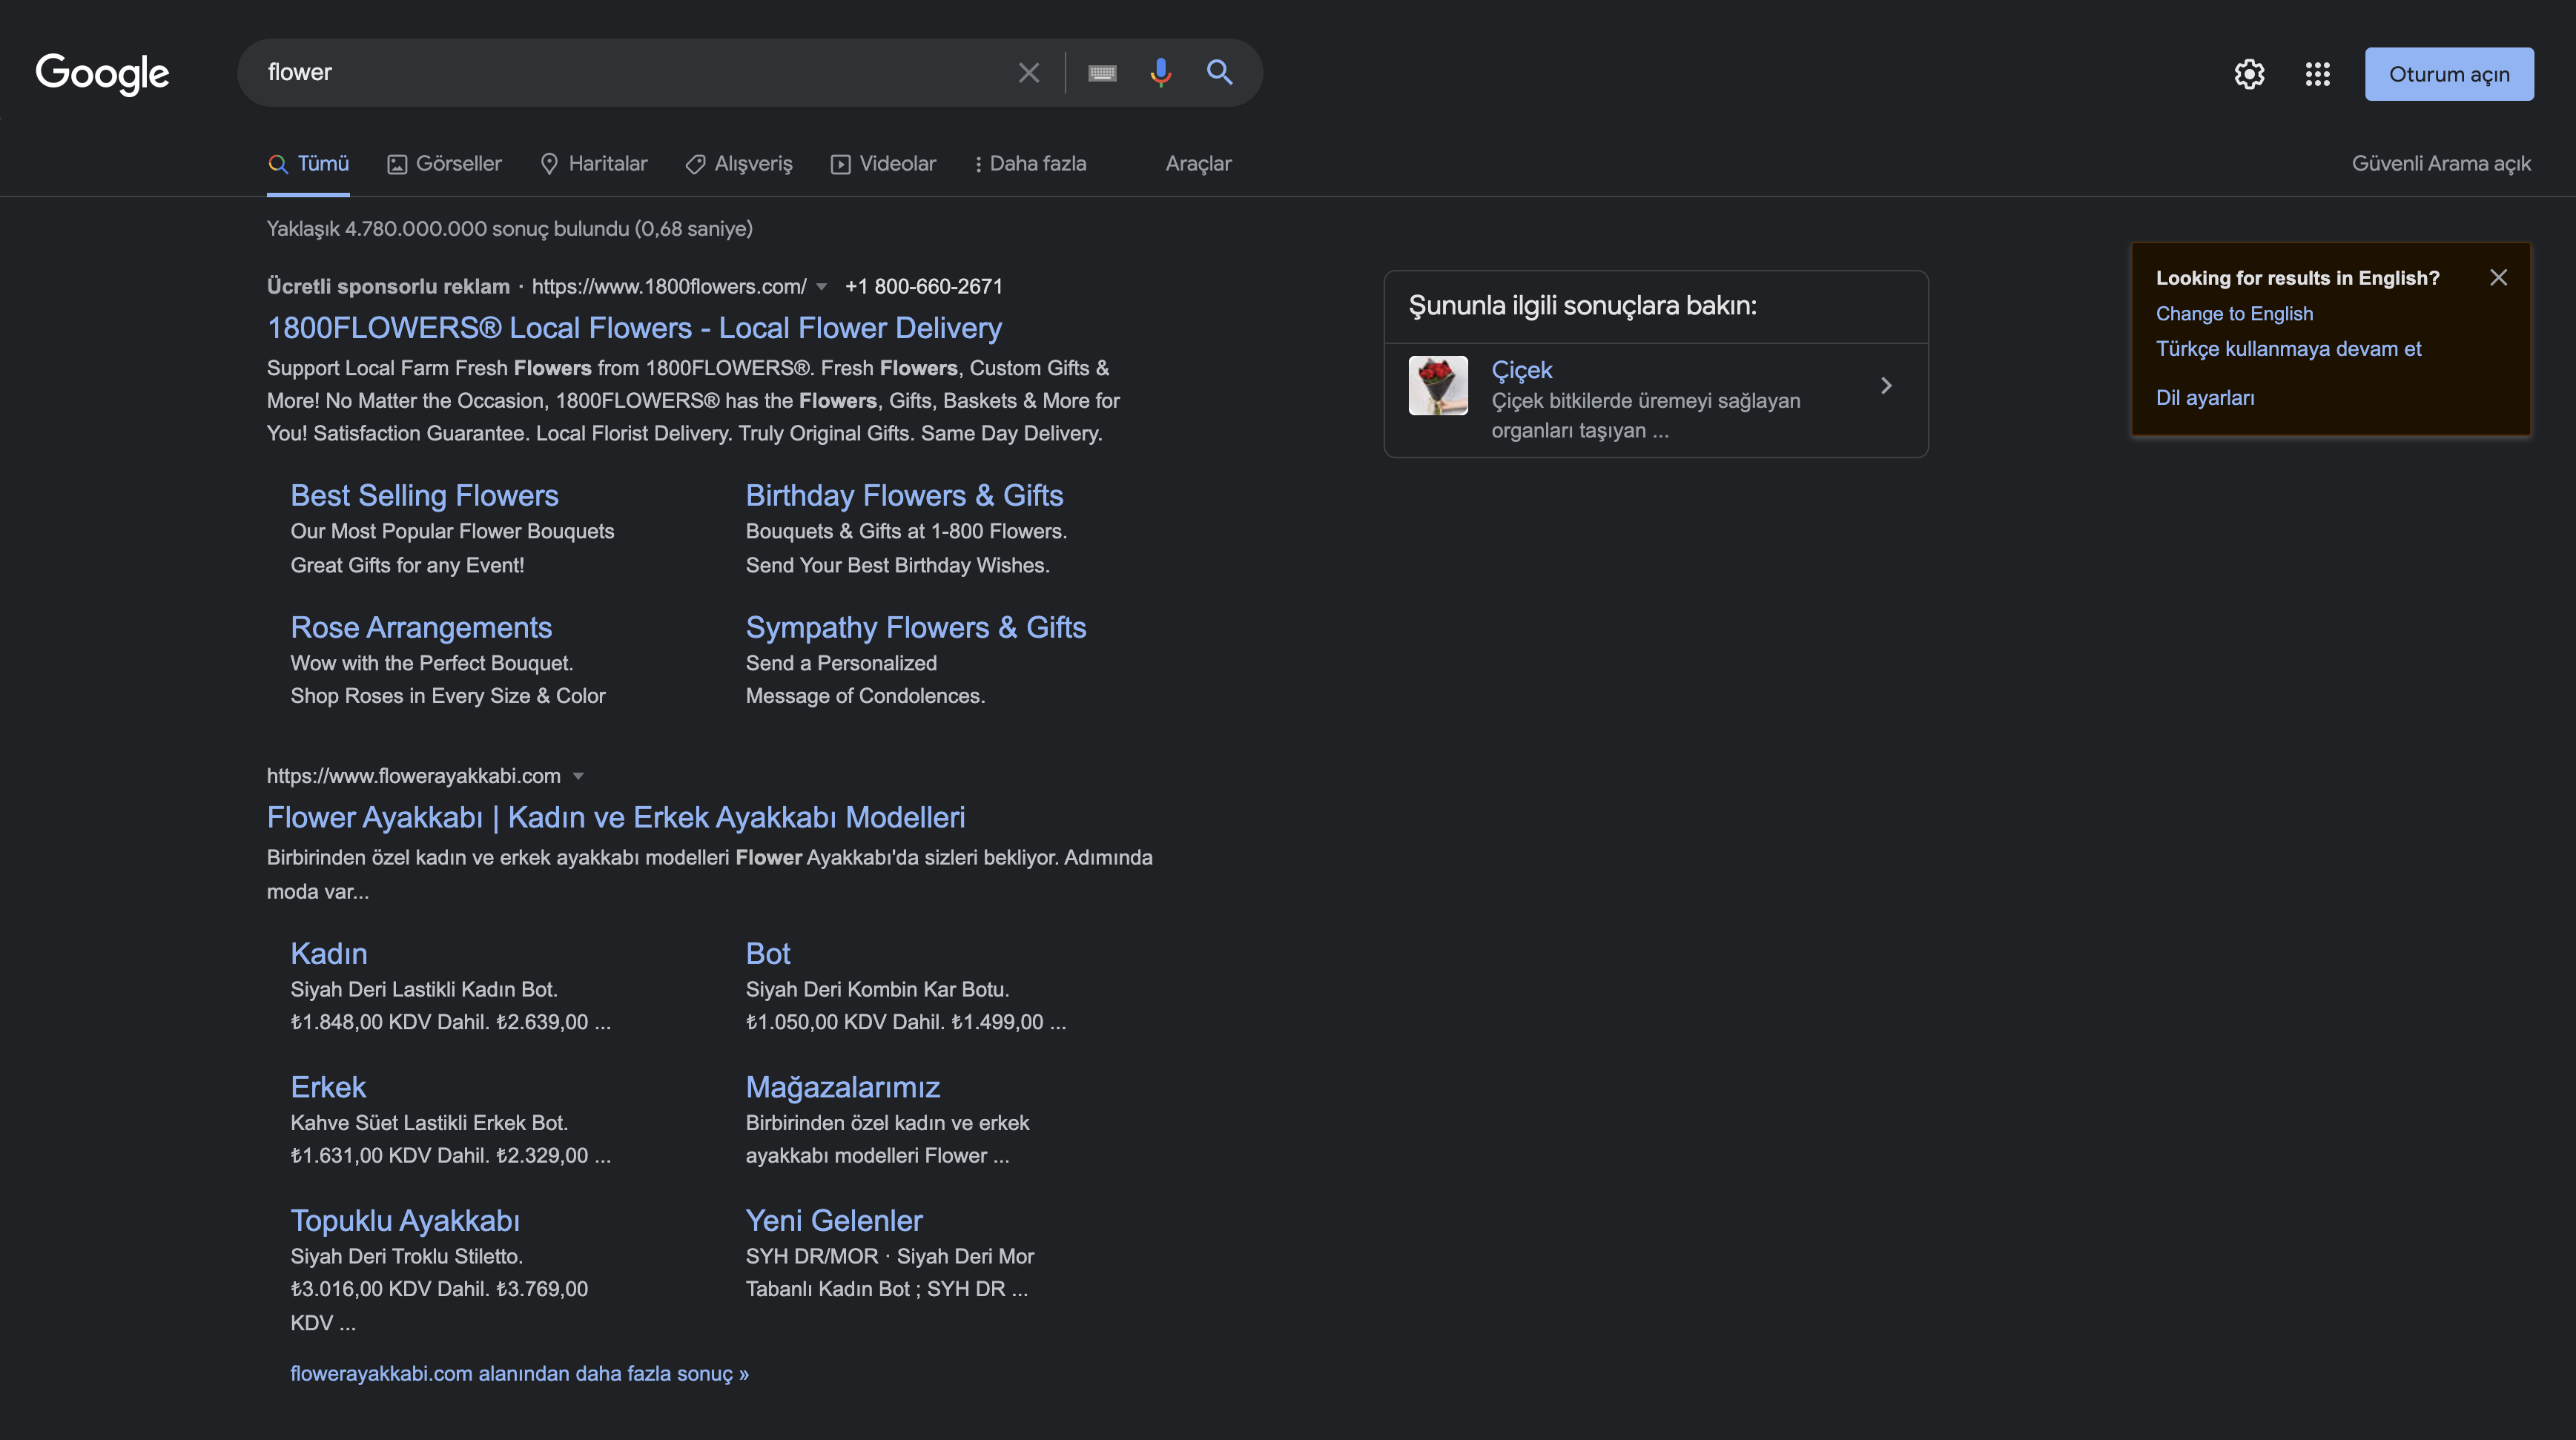 Google
flower
Oturum açın
Tümü
Görseller
Haritalar
Alışveriş
Videolar
Daha fazla
Araçlar
Güvenli Arama açık
Yaklaşık 4.780.000.000 sonuç bulundu (0,68 saniye)
Ücretli sponsorlu reklam · https://www.1800flowers.com/ +1 800-660-2671
1800FLOWERS® Local Flowers - Local Flower Delivery
Support Local Farm Fresh Flowers from 1800FLOWERS®. Fresh Flowers, Custom Gifts &
More! No Matter the Occasion, 1800FLOWERS® has the Flowers, Gifts, Baskets & More for
You! Satisfaction Guarantee. Local Florist Delivery. Truly Original Gifts. Same Day Delivery.
Best Selling Flowers
Our Most Popular Flower Bouquets
Great Gifts for any Event!
Birthday Flowers & Gifts
Bouquets & Gifts at 1-800 Flowers.
Send Your Best Birthday Wishes.
Rose Arrangements
Wow with the Perfect Bouquet.
Shop Roses in Every Size & Color
Sympathy Flowers & Gifts
Send a Personalized
Message of Condolences.
https://www.flowerayakkabi.com
Flower Ayakkabı | Kadın ve Erkek Ayakkabı Modelleri
Birbirinden özel kadın ve erkek ayakkabı modelleri Flower Ayakkabı'da sizleri bekliyor. Adımında
moda var...
Kadın
Siyah Deri Lastikli Kadın Bot.
₺1.848,00 KDV Dahil. ₺2.639,00 ...
Bot
Siyah Deri Kombin Kar Botu.
₺1.050,00 KDV Dahil. ₺1.499,00 ...
Erkek
Kahve Süet Lastikli Erkek Bot.
₺1.631,00 KDV Dahil. ₺2.329,00 ...
Mağazalarımız
Birbirinden özel kadın ve erkek
ayakkabı modelleri Flower ...
Topuklu Ayakkabı
Siyah Deri Troklu Stiletto.
₺3.016,00 KDV Dahil. ₺3.769,00
KDV ...
Yeni Gelenler
SYH DR/MOR · Siyah Deri Mor
Tabanlı Kadın Bot ; SYH DR ...
flowerayakkabi.com alanından daha fazla sonuç »
Şununla ilgili sonuçlara bakın:
Çiçek
Çiçek bitkilerde üremeyi sağlayan
organları taşıyan ...
Looking for results in English?
Change to English
Türkçe kullanmaya devam et
Dil ayarları